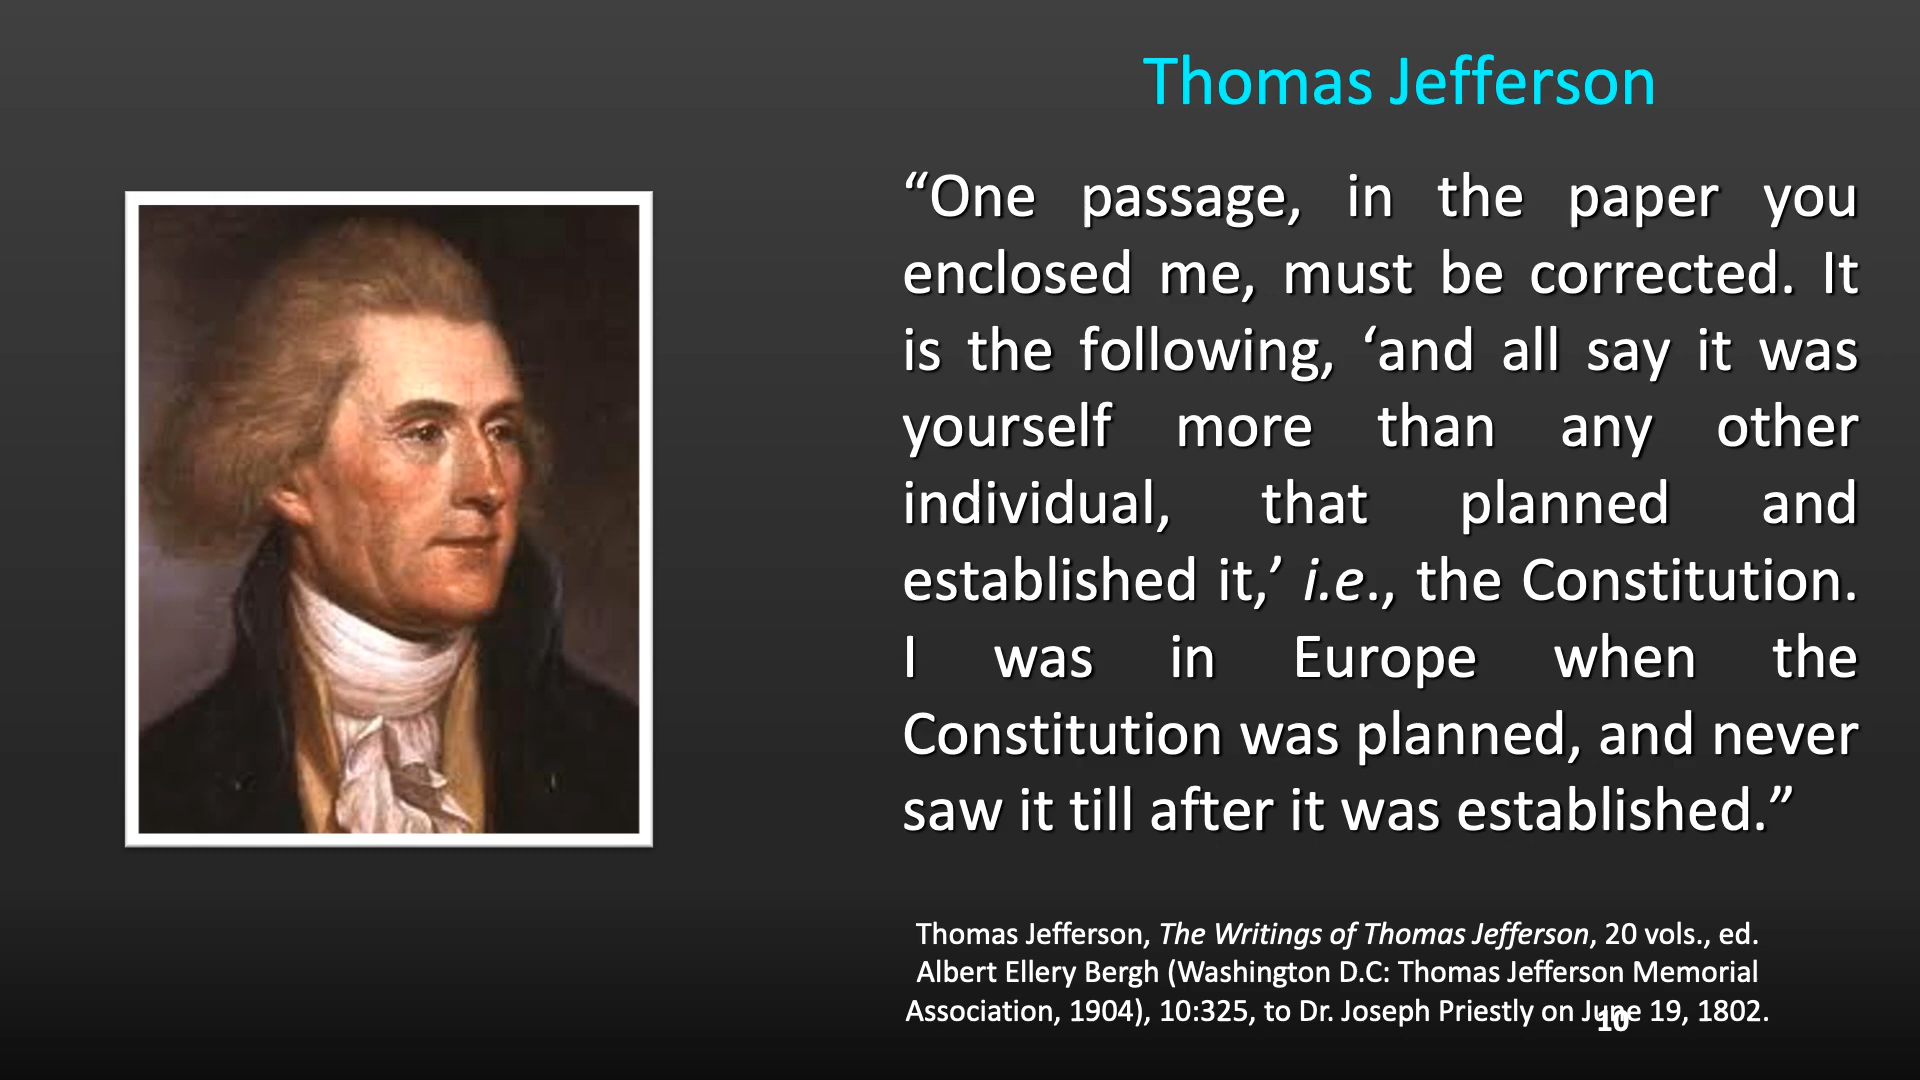 Thomas Jefferson
“One passage, in the paper you
enclosed me, must be corrected. It
is the following, ‘and all say it was
yourself more than any other
individual, that planned and
established it,’ i.e., the Constitution.
I was in Europe when the
Constitution was planned, and never
saw it till after it was established.”
Thomas Jefferson, The Writings of Thomas Jefferson, 20 vols., ed.
Albert Ellery Bergh (Washington D.C: Thomas Jefferson Memorial
Association, 1904), 10:325, to Dr. Joseph Priestly on June 19, 1802.
10